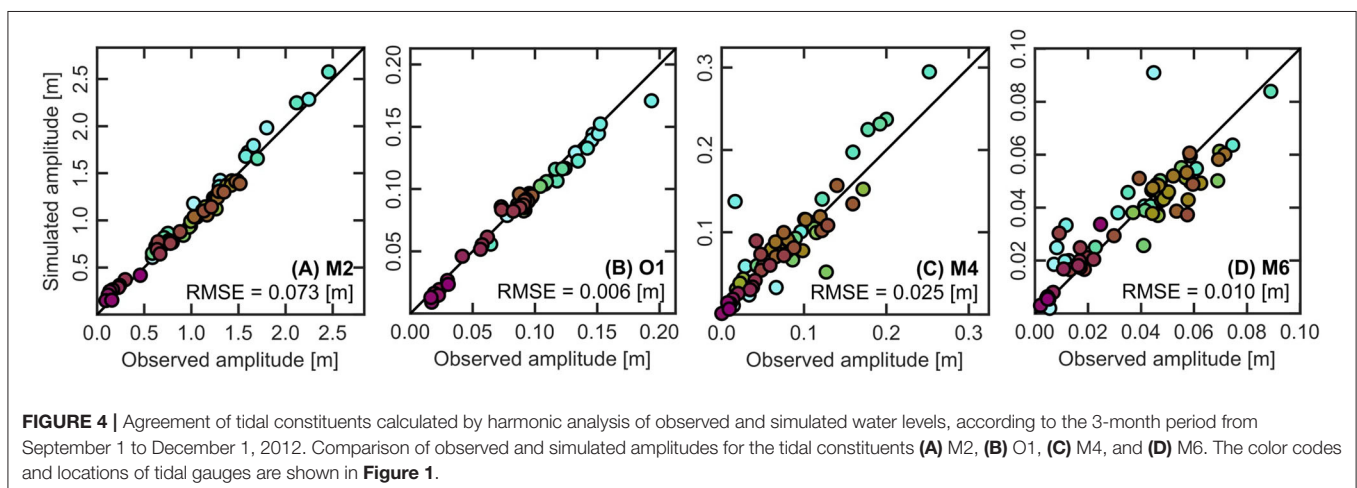 Simulated amplitude [m]
2.5
2.0
1.5
1.0
0.5
0.0 0.5 1.0 1.5 2.0 2.5
Observed amplitude [m]
(A) M2
RMSE = 0.073 [m]
0.20
0.15
0.10
0.05
0.00 0.05 0.10 0.15 0.20
Observed amplitude [m]
(B) O1
RMSE = 0.006 [m]
0.3
0.2
0.1
0.0 0.1 0.2 0.3
Observed amplitude [m]
(C) M4
RMSE = 0.025 [m]
0.10
0.08
0.06
0.04
0.02
0.00 0.02 0.04 0.06 0.08 0.10
Observed amplitude [m]
(D) M6
RMSE = 0.010 [m]
FIGURE 4 | Agreement of tidal constituents calculated by harmonic analysis of observed and simulated water levels, according to the 3-month period from
September 1 to December 1, 2012. Comparison of observed and simulated amplitudes for the tidal constituents (A) M2, (B) O1, (C) M4, and (D) M6. The color codes
and locations of tidal gauges are shown in Figure 1.